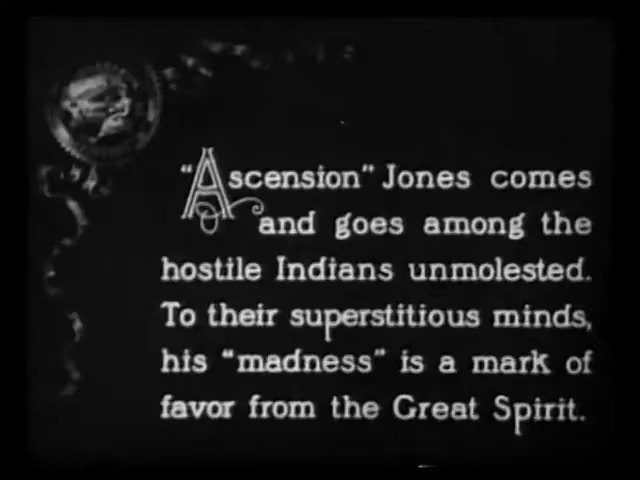 "Ascension" Jones comes
and goes among the
hostile Indians unmolested.
To their superstitious minds,
his "madness" is a mark of
favor from the Great Spirit.